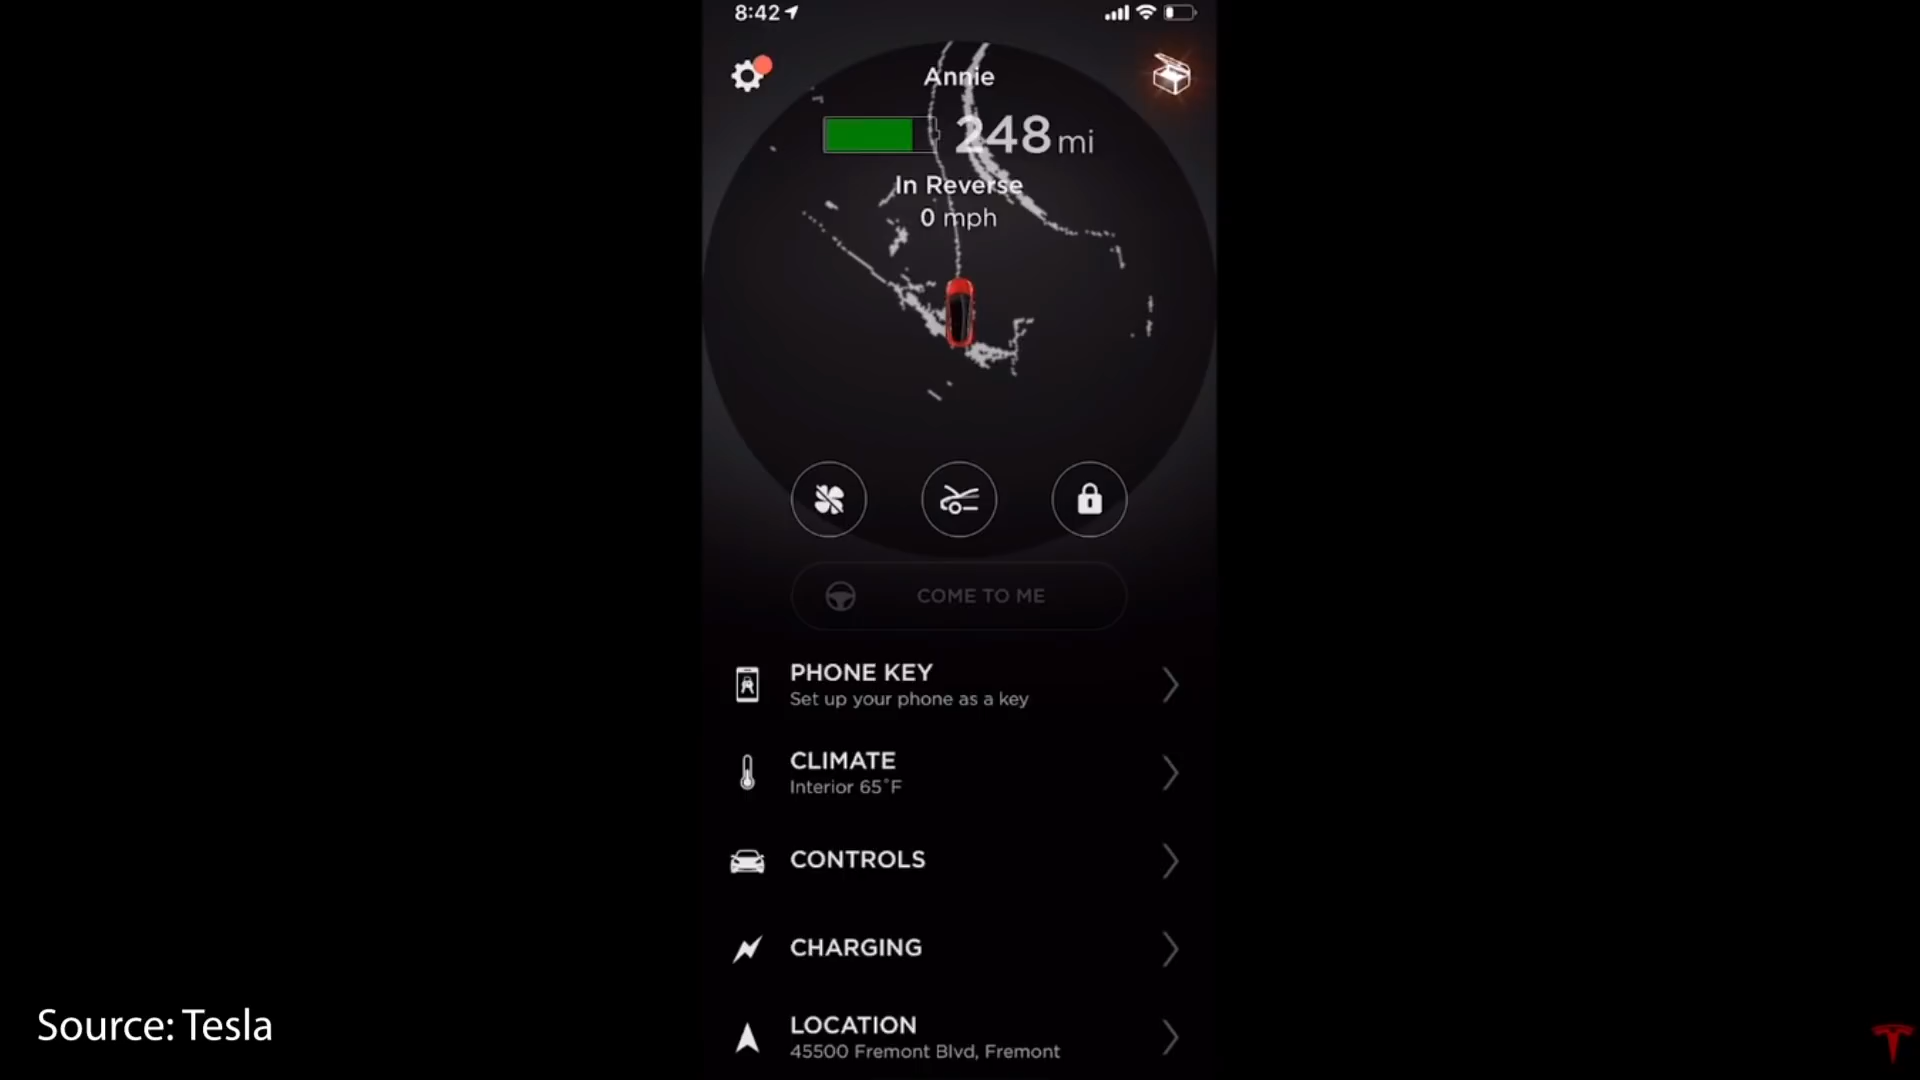 8:42
Annie
248 mi
In Reverse
0 mph
COME TO ME
PHONE KEY
Set up your phone as a key
CLIMATE
Interior 65°F
CONTROLS
CHARGING
LOCATION
45500 Fremont Blvd, Fremont
Source: Tesla